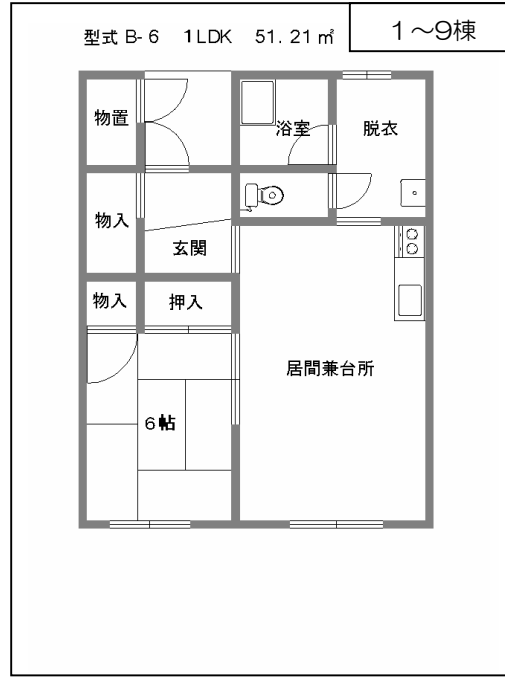 型式 B-6 1LDK 51.21㎡
1～9棟
物置
浴室
脱衣
物入
玄関
物入
押入
居間兼台所
6帖